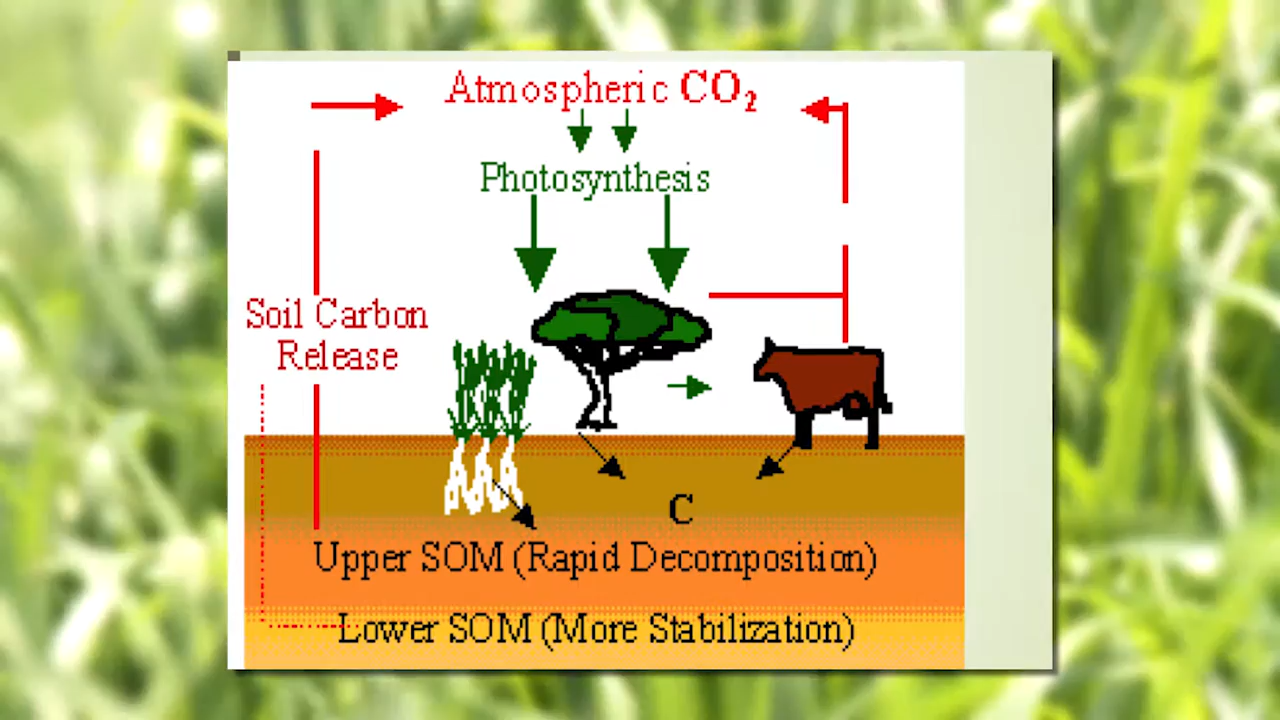 Atmospheric CO₂
Photosynthesis
Soil Carbon
Release
C
Upper SOM (Rapid Decomposition)
Lower SOM (More Stabilization)